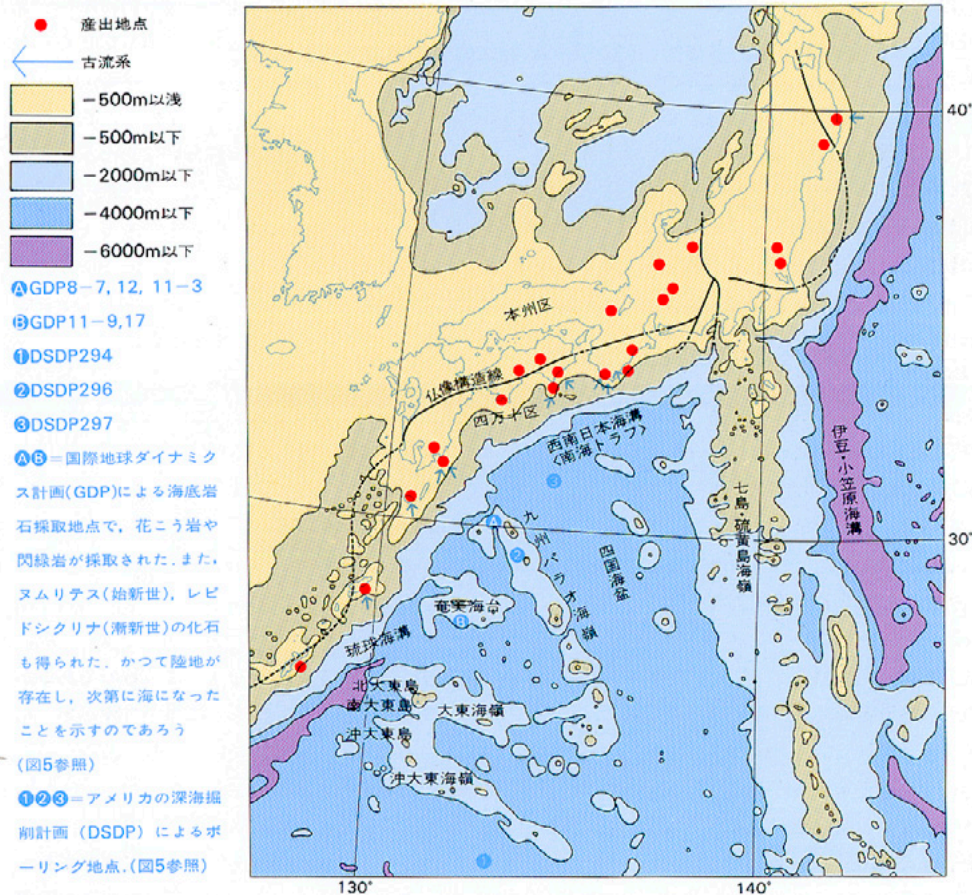 産出地点
古流系
−500m以浅
−500m以下
−2000m以下
−4000m以下
−6000m以下
ⒶGDP8−7, 12, 11−3
ⒷGDP11−9,17
❶DSDP294
❷DSDP296
❸DSDP297
ⒶⒷ=国際地球ダイナミク
ス計画(GDP)による海底岩
石採取地点で，花こう岩や
閃緑岩が採取された．また，
ヌムリテス(始新世)，レピ
ドシクリナ(漸新世)の化石
も得られた．かつて陸地が
存在し，次第に海になった
ことを示すのであろう
(図5参照)
❶❷❸=アメリカの深海掘
削計画（DSDP）によるボ
ーリング地点.(図5参照)
40°
30°
130°
140°
本州区
仏像構造線
四万十区
西南日本海溝
〈南海トラフ〉
伊豆・小笠原海溝
七島硫黄島海嶺
四国海盆
九州パラオ海嶺
奄美海台
琉球海溝
北大東島
南大東島
沖大東島
大東海嶺
沖大東海嶺
A
B
1
2
3